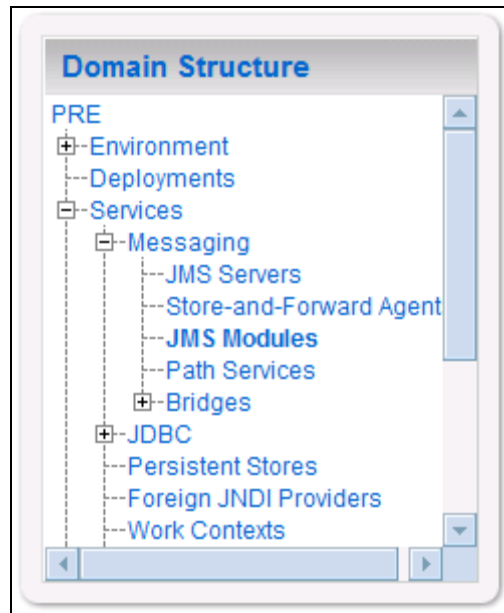 Domain Structure
PRE
Environment
Deployments
Services
Messaging
JMS Servers
Store-and-Forward Agent
JMS Modules
Path Services
Bridges
JDBC
Persistent Stores
Foreign JNDI Providers
Work Contexts